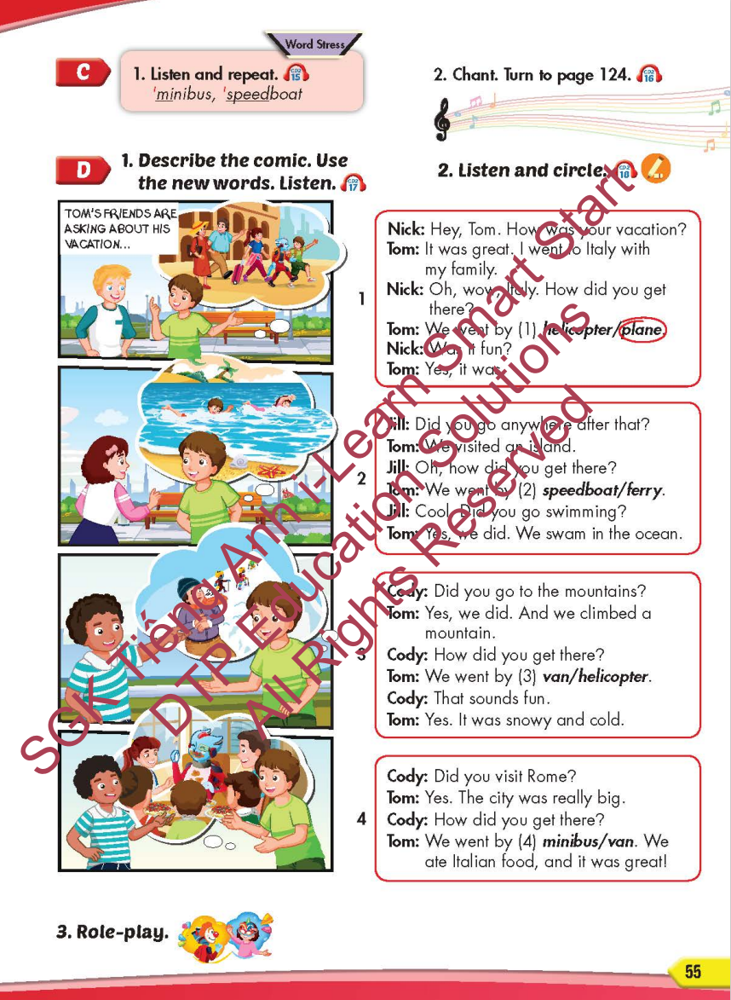 Word Stress
C
1. Listen and repeat. CD2 15
'minibus, 'speedboat
2. Chant. Turn to page 124. CD2 16
D
1. Describe the comic. Use
the new words. Listen. CD2 17
2. Listen and circle. CD2 18
TOM'S FRIENDS ARE
ASKING ABOUT HIS
VACATION...
1
Nick: Hey, Tom. How was your vacation?
Tom: It was great. I went to Italy with
my family.
Nick: Oh, wow, Italy. How did you get
there?
Tom: We went by (1) helicopter/plane.
Nick: Was it fun?
Tom: Yes, it was.
2
Jill: Did you go anywhere after that?
Tom: We visited an island.
Jill: Oh, how did you get there?
Tom: We went by (2) speedboat/ferry.
Jill: Cool. Did you go swimming?
Tom: Yes, we did. We swam in the ocean.
3
Cody: Did you go to the mountains?
Tom: Yes, we did. And we climbed a
mountain.
Cody: How did you get there?
Tom: We went by (3) van/helicopter.
Cody: That sounds fun.
Tom: Yes. It was snowy and cold.
4
Cody: Did you visit Rome?
Tom: Yes. The city was really big.
Cody: How did you get there?
Tom: We went by (4) minibus/van. We
ate Italian food, and it was great!
3. Role-play.
55
SGK Tiếng Anh i-Learn Smart Start
DTP Education Solutions
All Rights Reserved